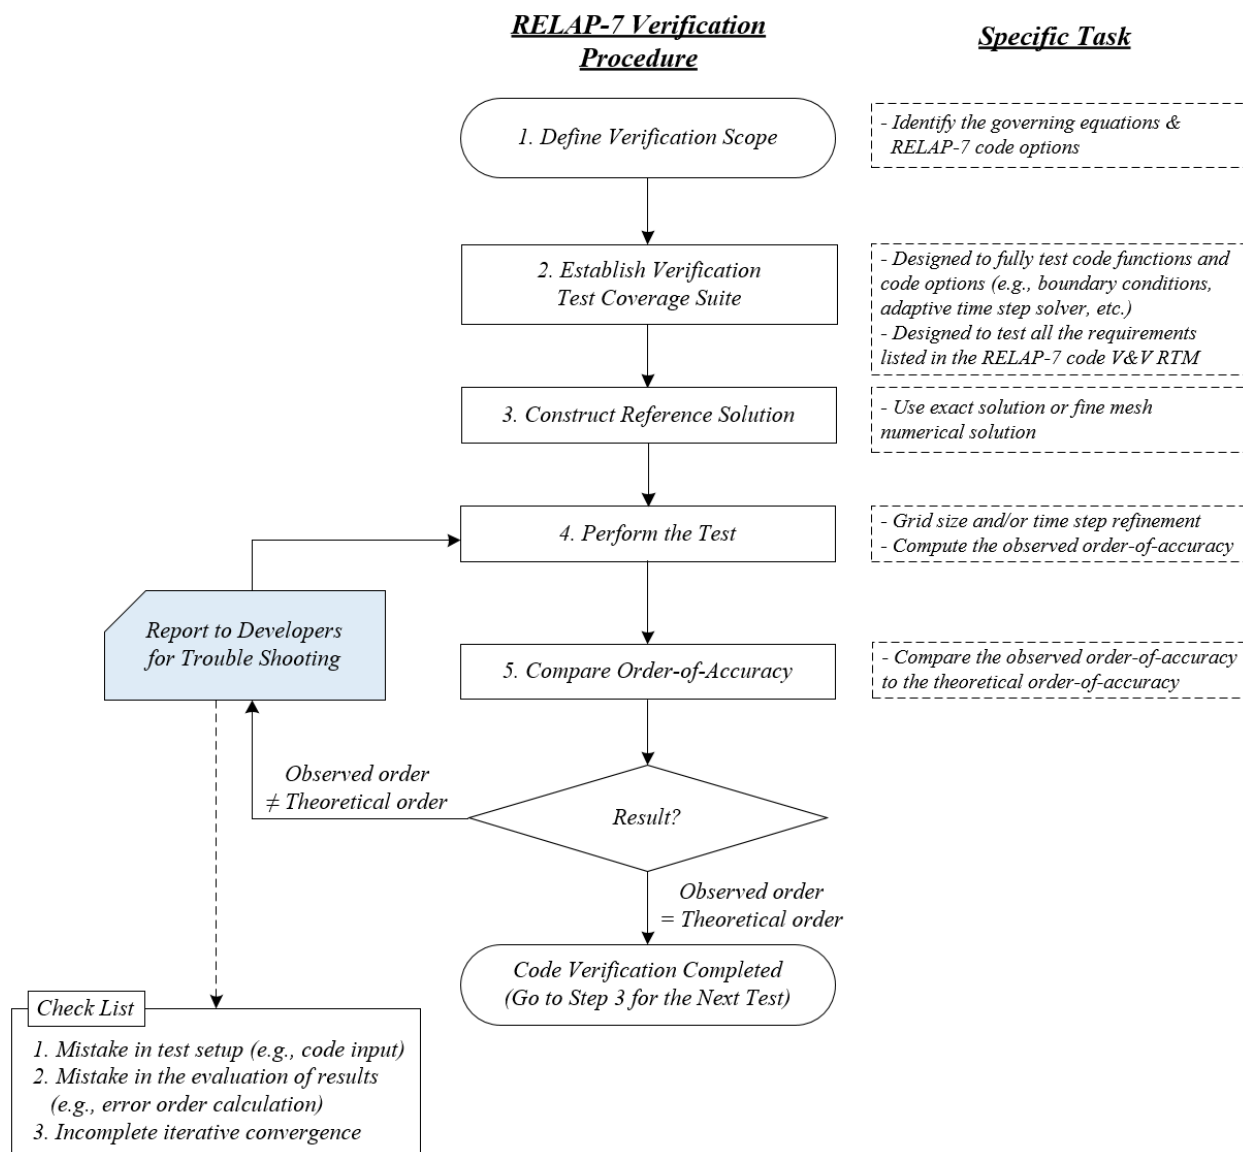 RELAP-7 Verification
Procedure
Specific Task
1. Define Verification Scope
- Identify the governing equations &
RELAP-7 code options
2. Establish Verification
Test Coverage Suite
- Designed to fully test code functions and
code options (e.g., boundary conditions,
adaptive time step solver, etc.)
- Designed to test all the requirements
listed in the RELAP-7 code V&V RTM
3. Construct Reference Solution
- Use exact solution or fine mesh
numerical solution
4. Perform the Test
- Grid size and/or time step refinement
- Compute the observed order-of-accuracy
Report to Developers
for Trouble Shooting
5. Compare Order-of-Accuracy
- Compare the observed order-of-accuracy
to the theoretical order-of-accuracy
Observed order
≠ Theoretical order
Result?
Observed order
= Theoretical order
Code Verification Completed
(Go to Step 3 for the Next Test)
Check List
1. Mistake in test setup (e.g., code input)
2. Mistake in the evaluation of results
(e.g., error order calculation)
3. Incomplete iterative convergence